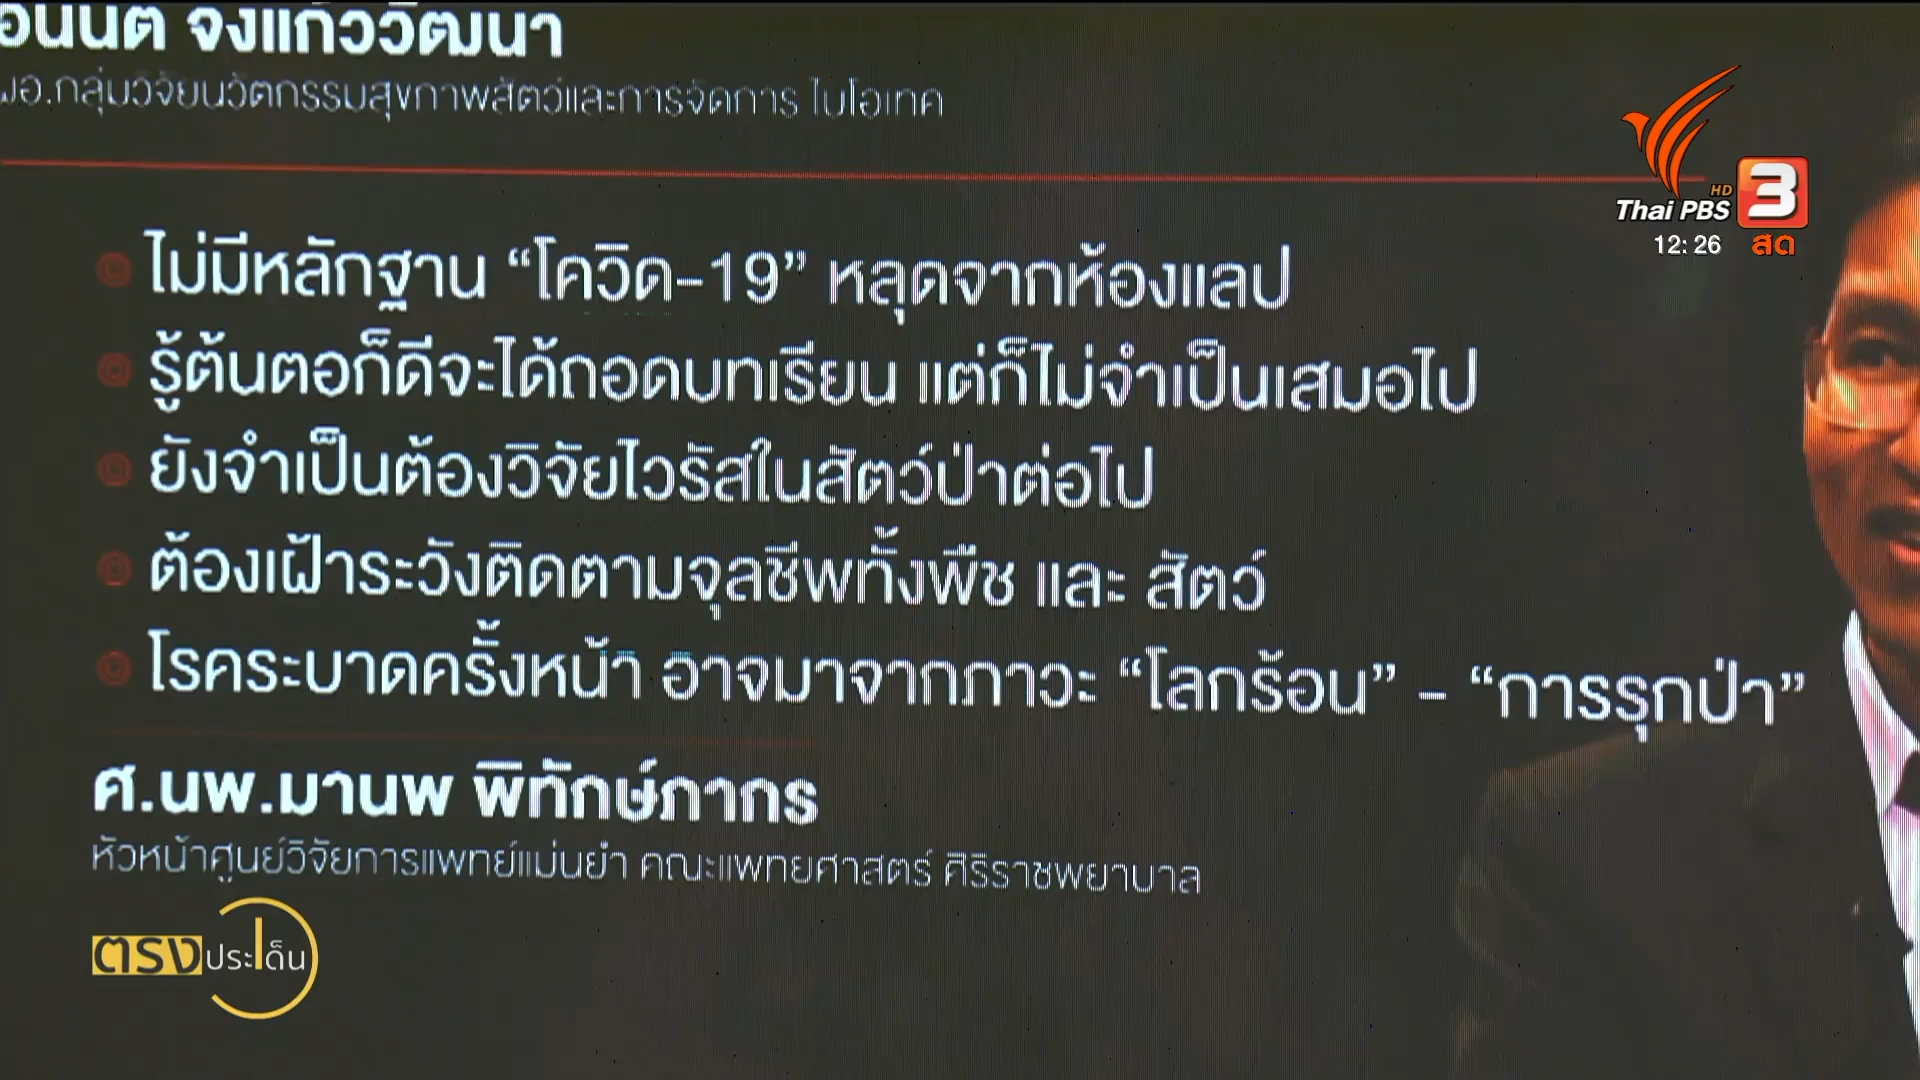 อนันต์ จงแก้ววัฒนา
ผอ.กลุ่มวิจัยนวัตกรรมสุขภาพสัตว์และการจัดการ ไบโอเทค
Thai PBS HD 3
12:26 สด
ไม่มีหลักฐาน “โควิด-19” หลุดจากห้องแลป
รู้ต้นตอก็ดีจะได้ถอดบทเรียน แต่ก็ไม่จำเป็นเสมอไป
ยังจำเป็นต้องวิจัยไวรัสในสัตว์ป่าต่อไป
ต้องเฝ้าระวังติดตามจุลชีพทั้งพืช และ สัตว์
โรคระบาดครั้งหน้า อาจมาจากภาวะ “โลกร้อน” - “การรุกป่า”
ศ.นพ.มานพ พิทักษ์ภากร
หัวหน้าศูนย์วิจัยการแพทย์แม่นยำ คณะแพทยศาสตร์ ศิริราชพยาบาล
ตรงประเด็น